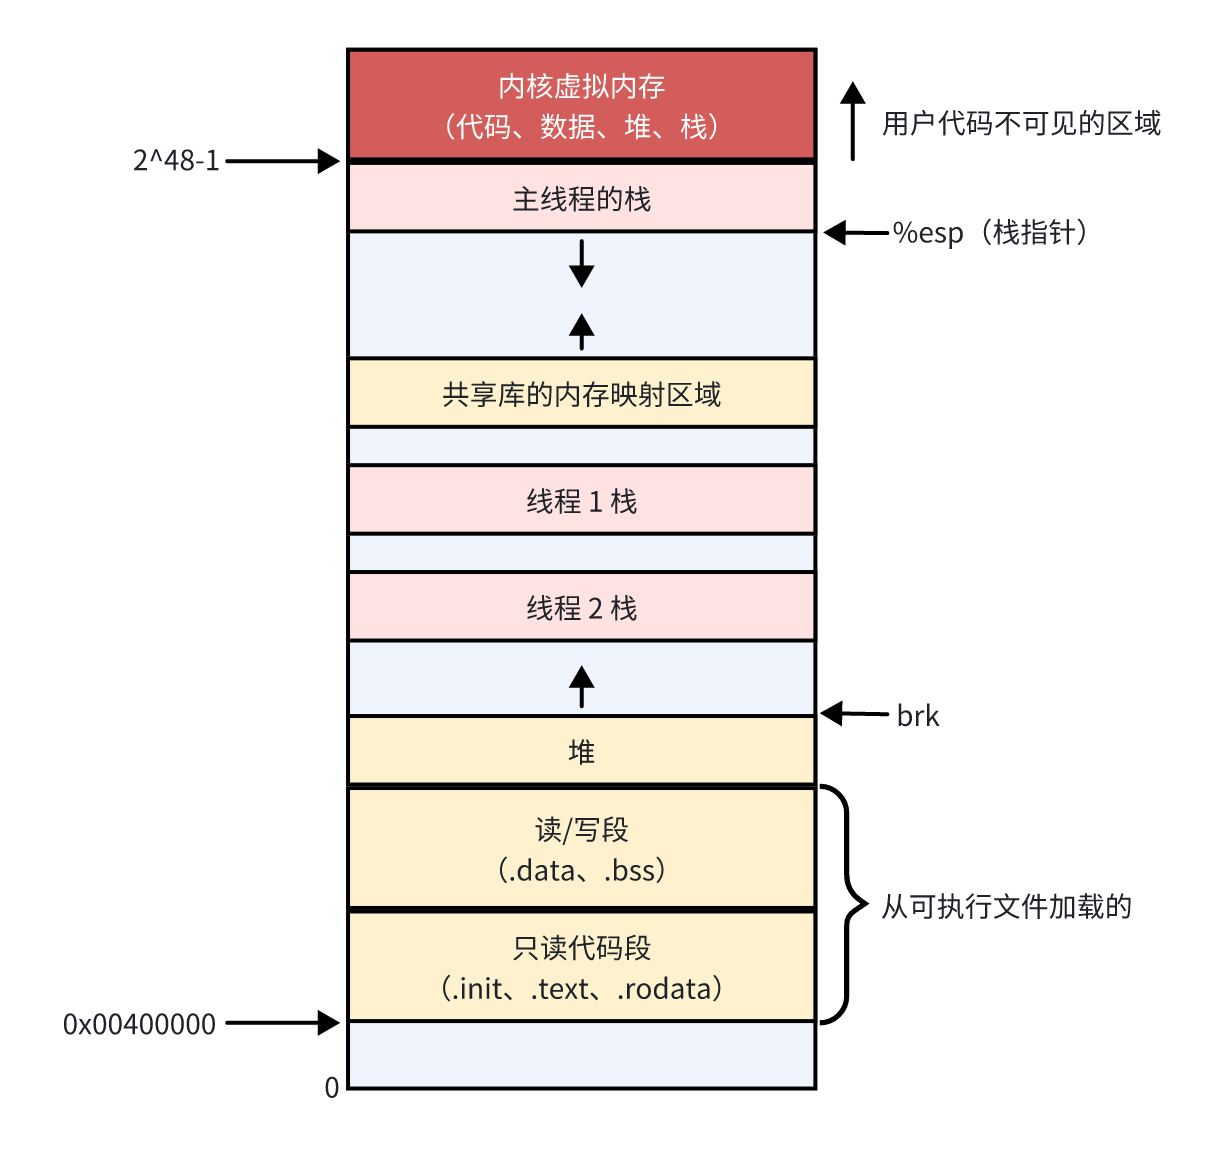 内核虚拟内存
（代码、数据、堆、栈）
用户代码不可见的区域
2^48-1
主线程的栈
%esp（栈指针）
共享库的内存映射区域
线程 1 栈
线程 2 栈
brk
堆
读/写段
（.data、.bss）
从可执行文件加载的
只读代码段
（.init、.text、.rodata）
0x00400000
0